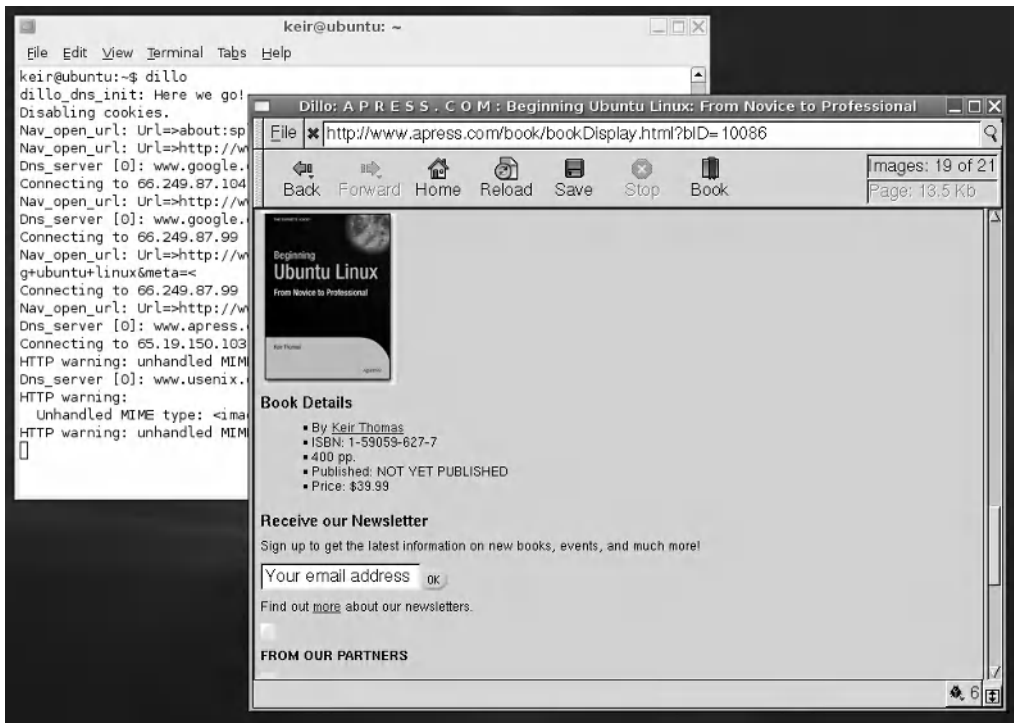 keir@ubuntu: ~
File Edit View Terminal Tabs Help
keir@ubuntu:~$ dillo
dillo_dns_init: Here we go!
Disabling cookies.
Nav_open_url: Url=>about:sp
Nav_open_url: Url=>http://w
Dns_server [0]: www.google.
Connecting to 66.249.87.104
Nav_open_url: Url=>http://w
Dns_server [0]: www.google.
Connecting to 66.249.87.99
Nav_open_url: Url=>http://w
g+ubuntu+linux&meta=<
Connecting to 66.249.87.99
Nav_open_url: Url=>http://w
Dns_server [0]: www.apress.
Connecting to 65.19.150.103
HTTP warning: unhandled MIM
Dns_server [0]: www.usenix.
HTTP warning:
Unhandled MIME type: <ima
HTTP warning: unhandled MIM
Dillo: A P R E S S . C O M : Beginning Ubuntu Linux: From Novice to Professional
File http://www.apress.com/book/bookDisplay.html?bID=10086
Back Forward Home Reload Save Stop Book
Images: 19 of 21
Page: 13.5 Kb
Beginning
Ubuntu Linux
From Novice to Professional
Keir Thomas
Book Details
By Keir Thomas
ISBN: 1-59059-627-7
400 pp.
Published: NOT YET PUBLISHED
Price: $39.99
Receive our Newsletter
Sign up to get the latest information on new books, events, and much more!
Your email address OK
Find out more about our newsletters.
FROM OUR PARTNERS
6